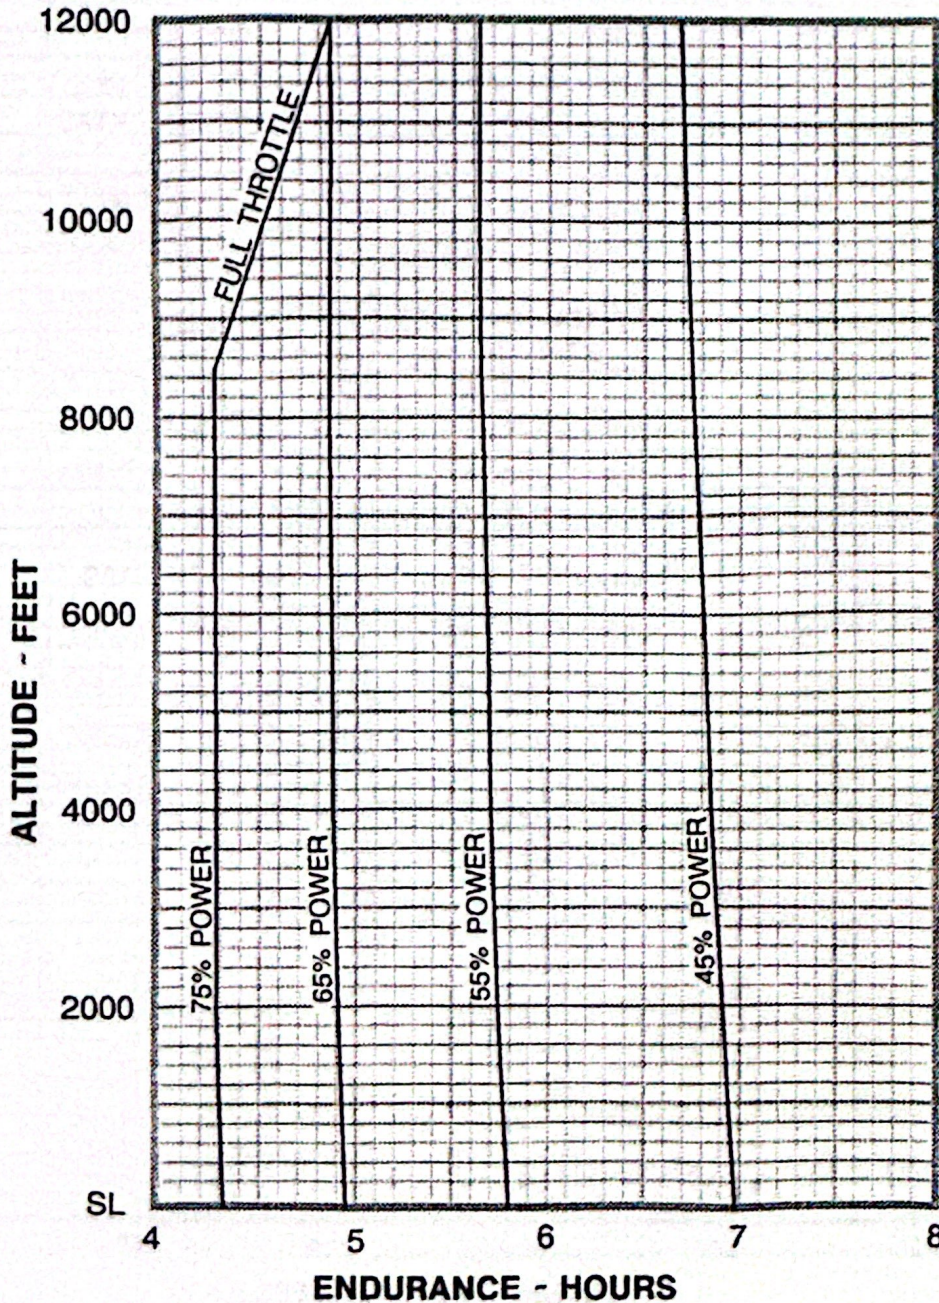 12000
FULL THROTTLE
10000
8000
6000
ALTITUDE - FEET
4000
75% POWER
65% POWER
55% POWER
45% POWER
2000
SL
4 5 6 7 8
ENDURANCE - HOURS